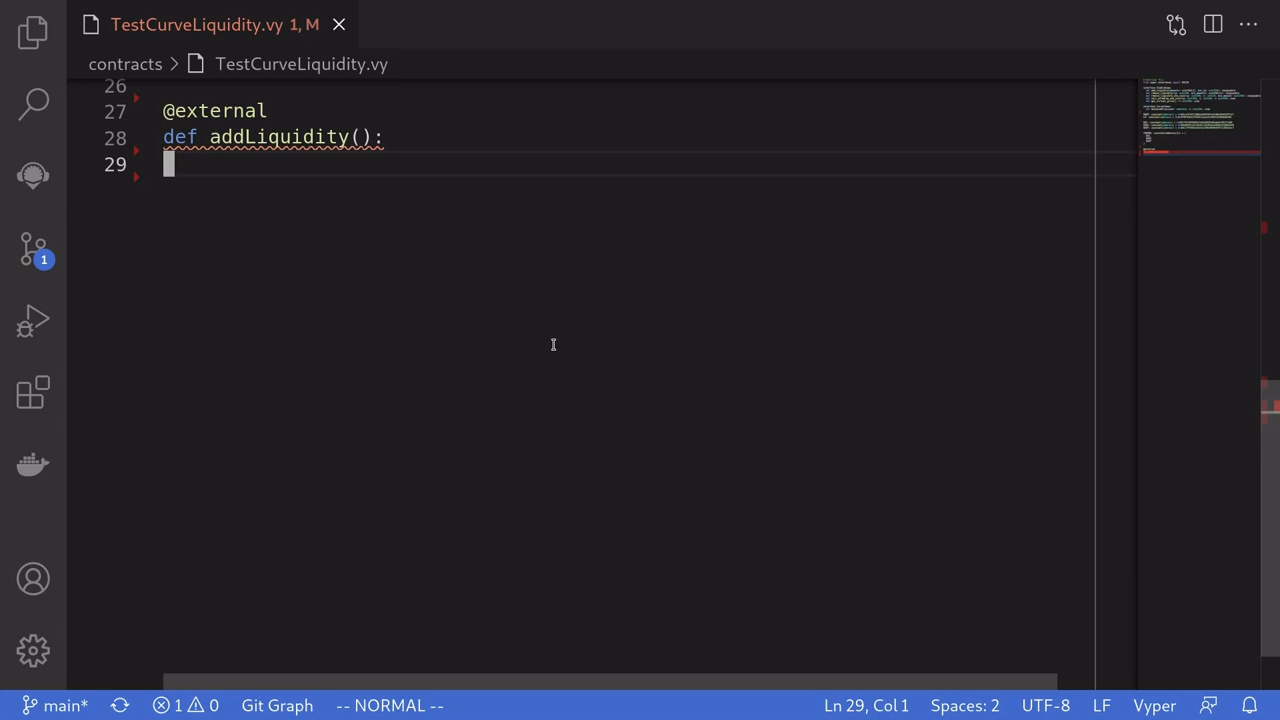 TestCurveLiquidity.vy 1, M
contracts > TestCurveLiquidity.vy
26
27 @external
28 def addLiquidity():
29
1
main* 1 0 Git Graph -- NORMAL -- Ln 29, Col 1 Spaces: 2 UTF-8 LF Vyper